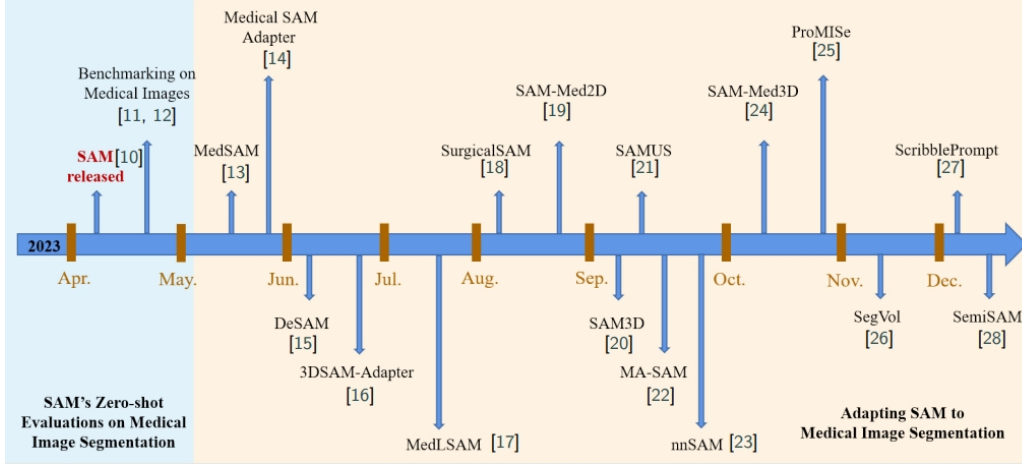 Medical SAM
Adapter
[14]
ProMISe
[25]
Benchmarking on
Medical Images
[11, 12]
SAM-Med2D
[19]
SAM-Med3D
[24]
SAM[10]
released
MedSAM
[13]
SurgicalSAM
[18]
SAMUS
[21]
ScribblePrompt
[27]
2023
Apr.
May.
Jun.
Jul.
Aug.
Sep.
Oct.
Nov.
Dec.
DeSAM
[15]
SAM3D
[20]
SegVol
[26]
SemiSAM
[28]
3DSAM-Adapter
[16]
MA-SAM
[22]
MedLSAM [17]
nnSAM [23]
SAM's Zero-shot
Evaluations on Medical
Image Segmentation
Adapting SAM to
Medical Image Segmentation